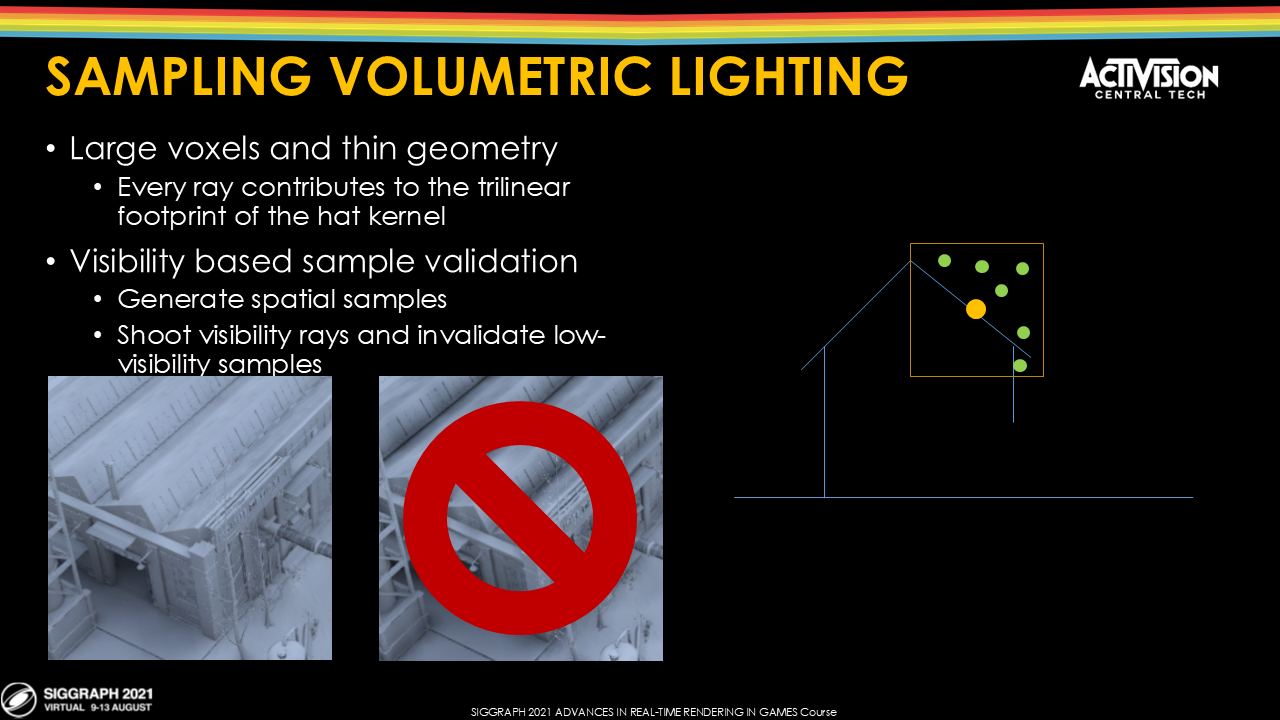 SAMPLING VOLUMETRIC LIGHTING
ACTIVISION
CENTRAL TECH
• Large voxels and thin geometry
• Every ray contributes to the trilinear
footprint of the hat kernel
• Visibility based sample validation
• Generate spatial samples
• Shoot visibility rays and invalidate low-
visibility samples
SIGGRAPH 2021
VIRTUAL 9-13 AUGUST
SIGGRAPH 2021 ADVANCES IN REAL-TIME RENDERING IN GAMES Course